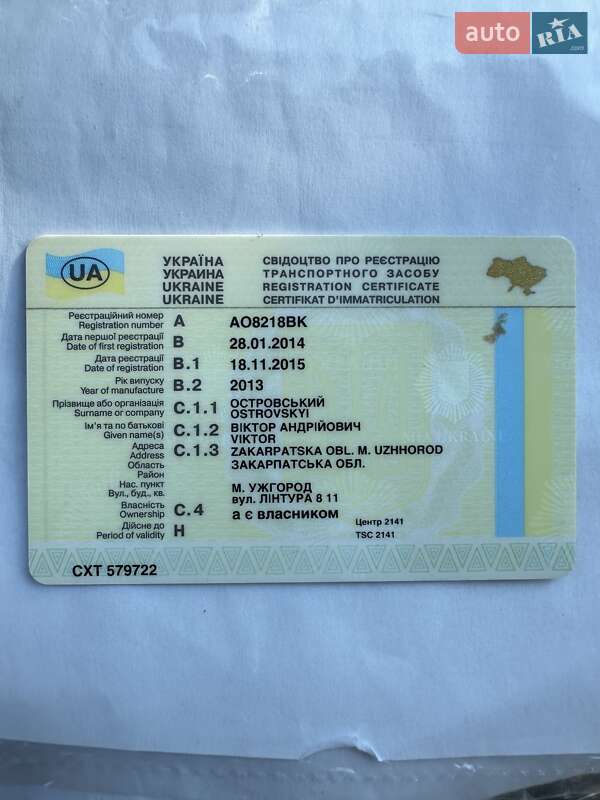 auto RIA.com
UA
УКРАЇНА СВІДОЦТВО ПРО РЕЄСТРАЦІЮ
УКРАИНА ТРАНСПОРТНОГО ЗАСОБУ
UKRAINE REGISTRATION CERTIFICATE
UKRAINE CERTIFIKAT D'IMMATRICULATION
Реєстраційний номер
Registration number A АО8218ВК
Дата першої реєстрації
Date of first registration B 28.01.2014
Дата реєстрації
Date of registration B.1 18.11.2015
Рік випуску
Year of manufacture B.2 2013
Прізвище або організація
Surname or company C.1.1 ОСТРОВСЬКИЙ
OSTROVSKYI
Ім'я та по батькові
Given name(s) C.1.2 ВІКТОР АНДРІЙОВИЧ
VIKTOR
Адреса
Address C.1.3 ZAKARPATSKA OBL. M. UZHHOROD
Область ЗАКАРПАТСЬКА ОБЛ.
Район
Нас. пункт М. УЖГОРОД
Вул., буд., кв. вул. ЛІНТУРА 8 11
Власність
Ownership C.4 а є власником
Центр 2141
Дійсне до
Period of validity H TSC 2141
СХТ 579722